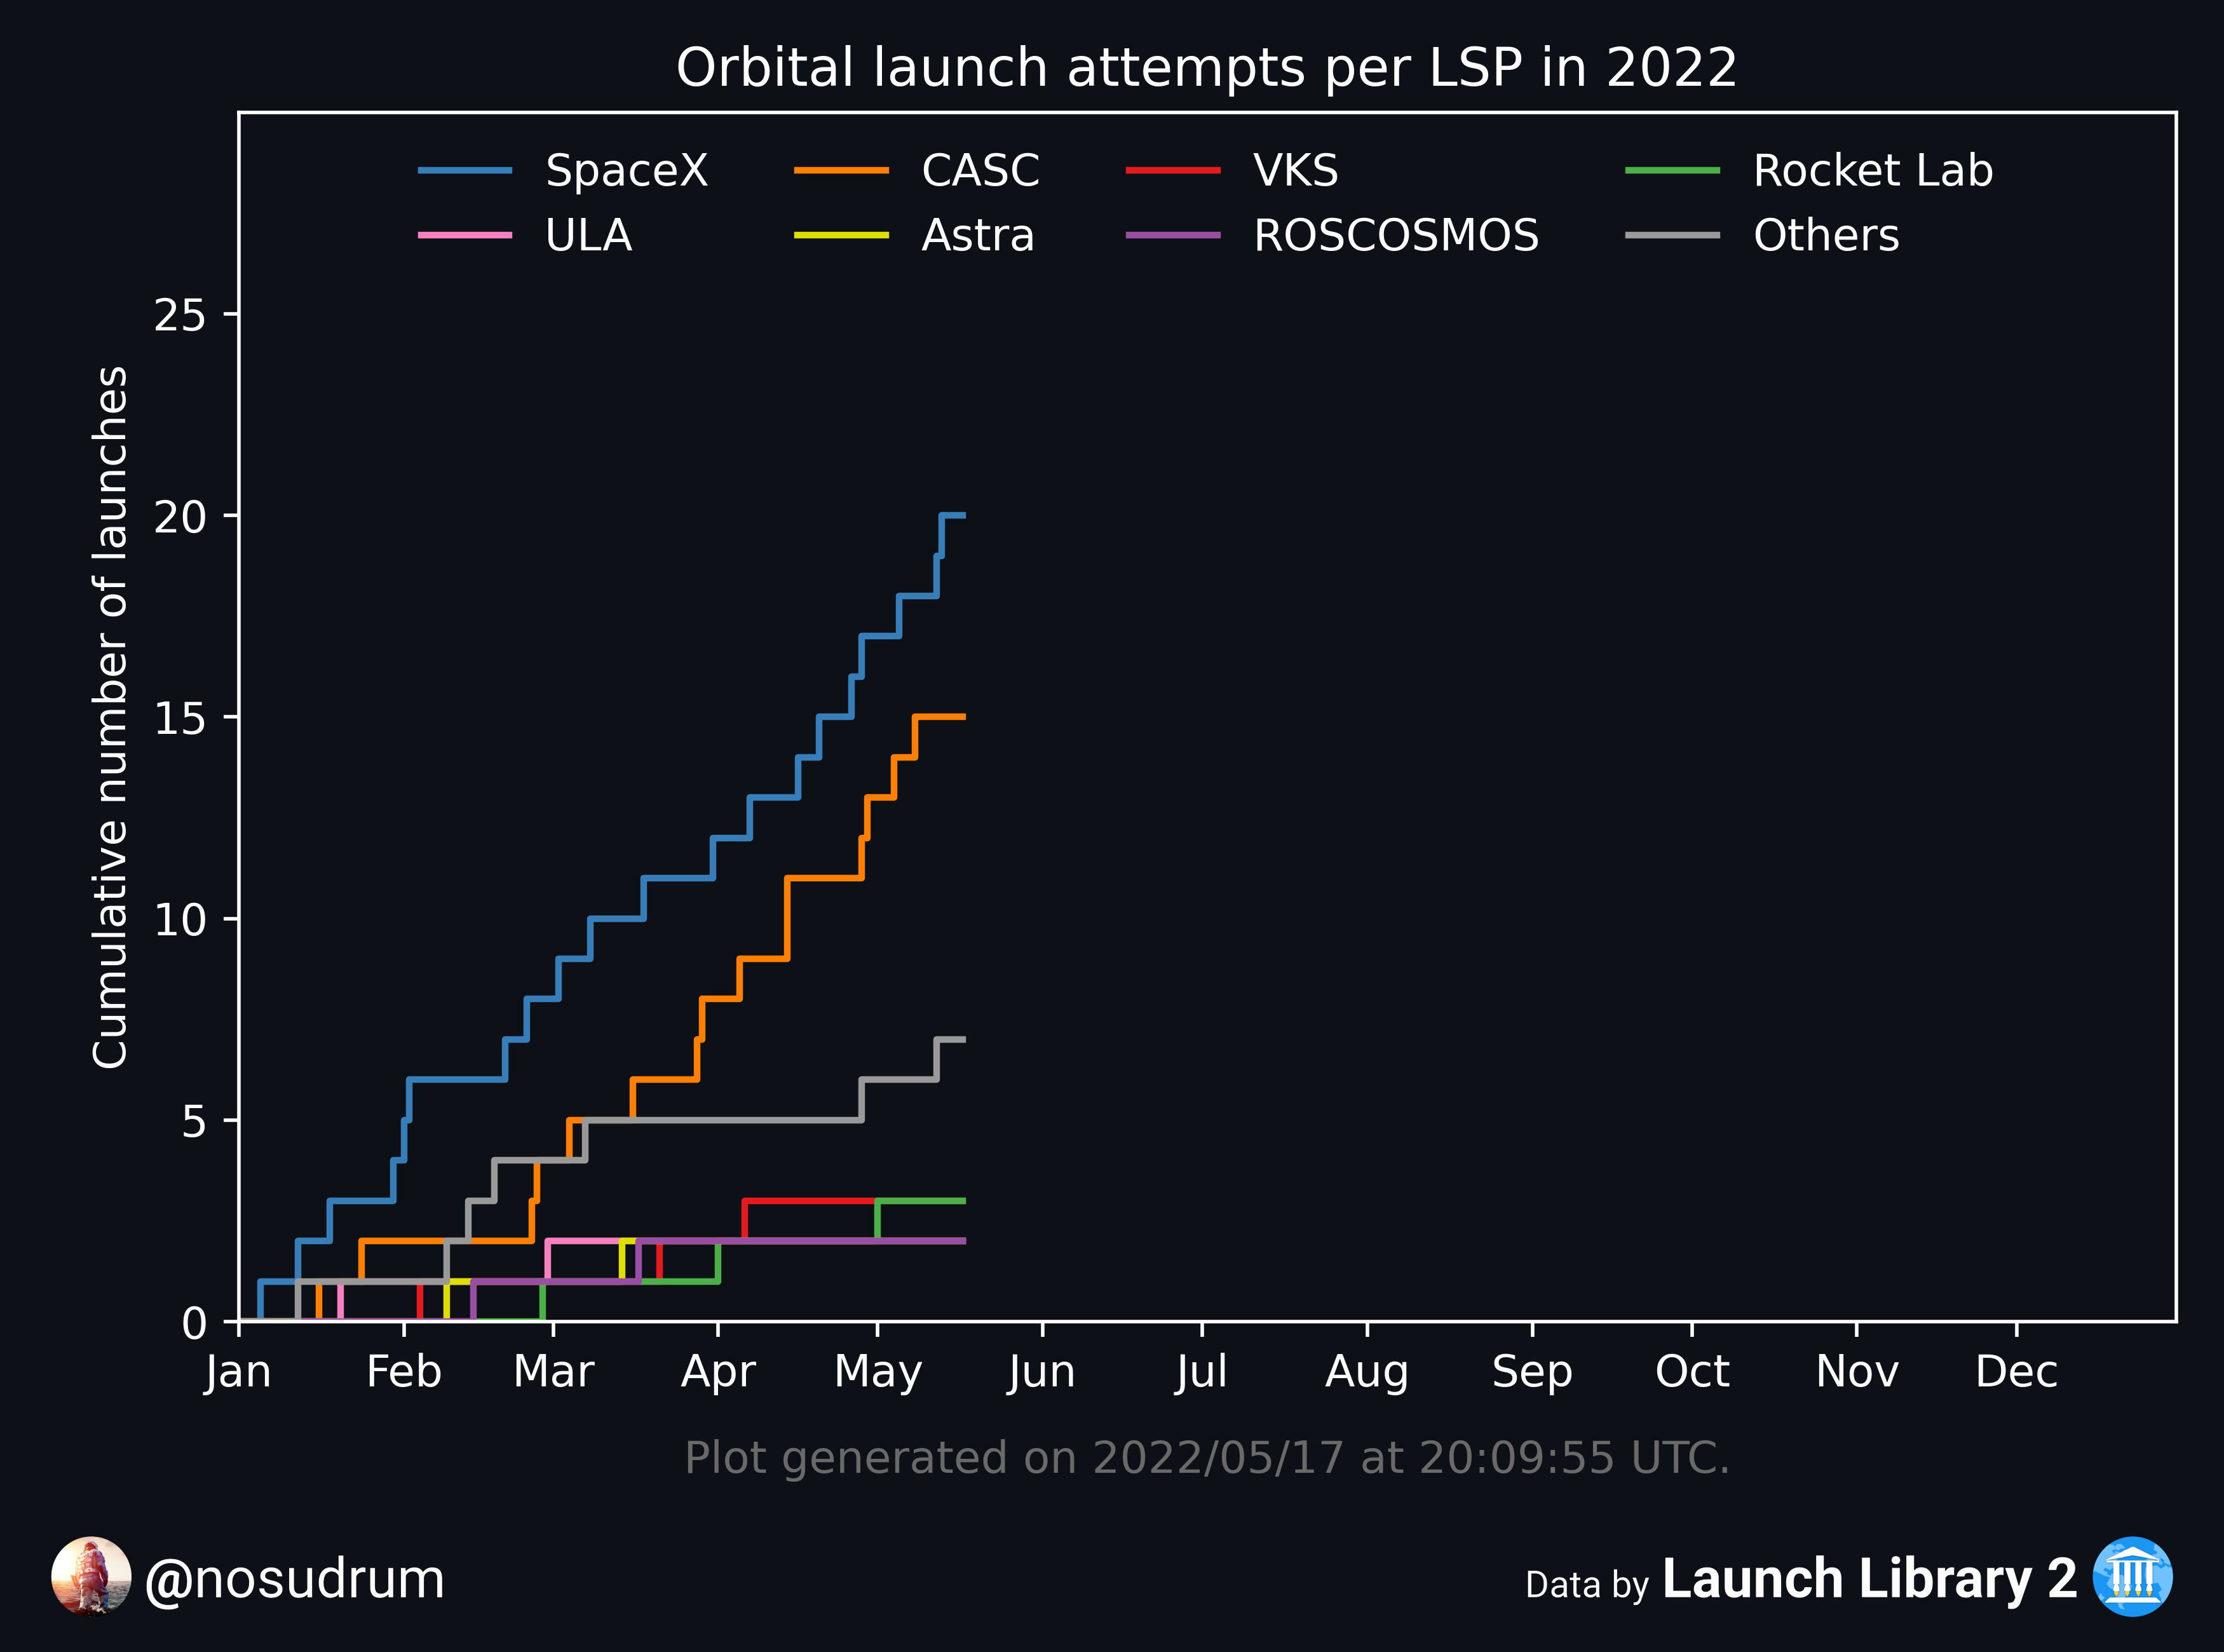 Orbital launch attempts per LSP in 2022
SpaceX CASC VKS Rocket Lab
ULA Astra ROSCOSMOS Others
Cumulative number of launches
25
20
15
10
5
0
Jan Feb Mar Apr May Jun Jul Aug Sep Oct Nov Dec
Plot generated on 2022/05/17 at 20:09:55 UTC.
@nosudrum
Data by Launch Library 2